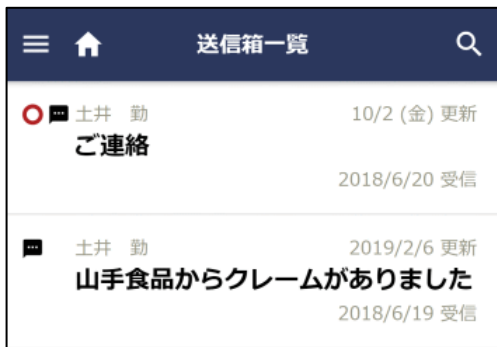 送信箱一覧
土井 勤 10/2 (金) 更新
ご連絡
2018/6/20 受信
土井 勤 2019/2/6 更新
山手食品からクレームがありました
2018/6/19 受信